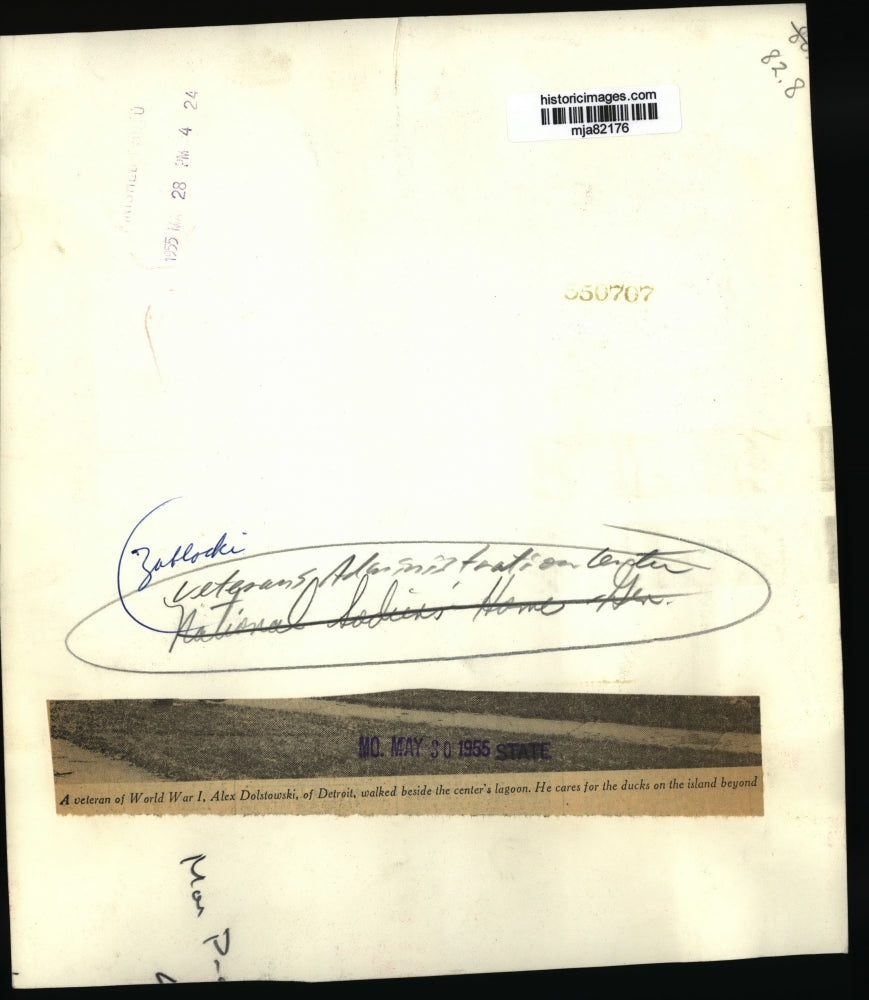 82.8
historicimages.com
mja82176
1955 MA 28 PM 4 24
550707
Zablocki
Veterans Administration Center
National Soldiers' Home - Gen.
MO. MAY 30 1955 STATE
A veteran of World War I, Alex Dolstowski, of Detroit, walked beside the center's lagoon. He cares for the ducks on the island beyond
Mon P-